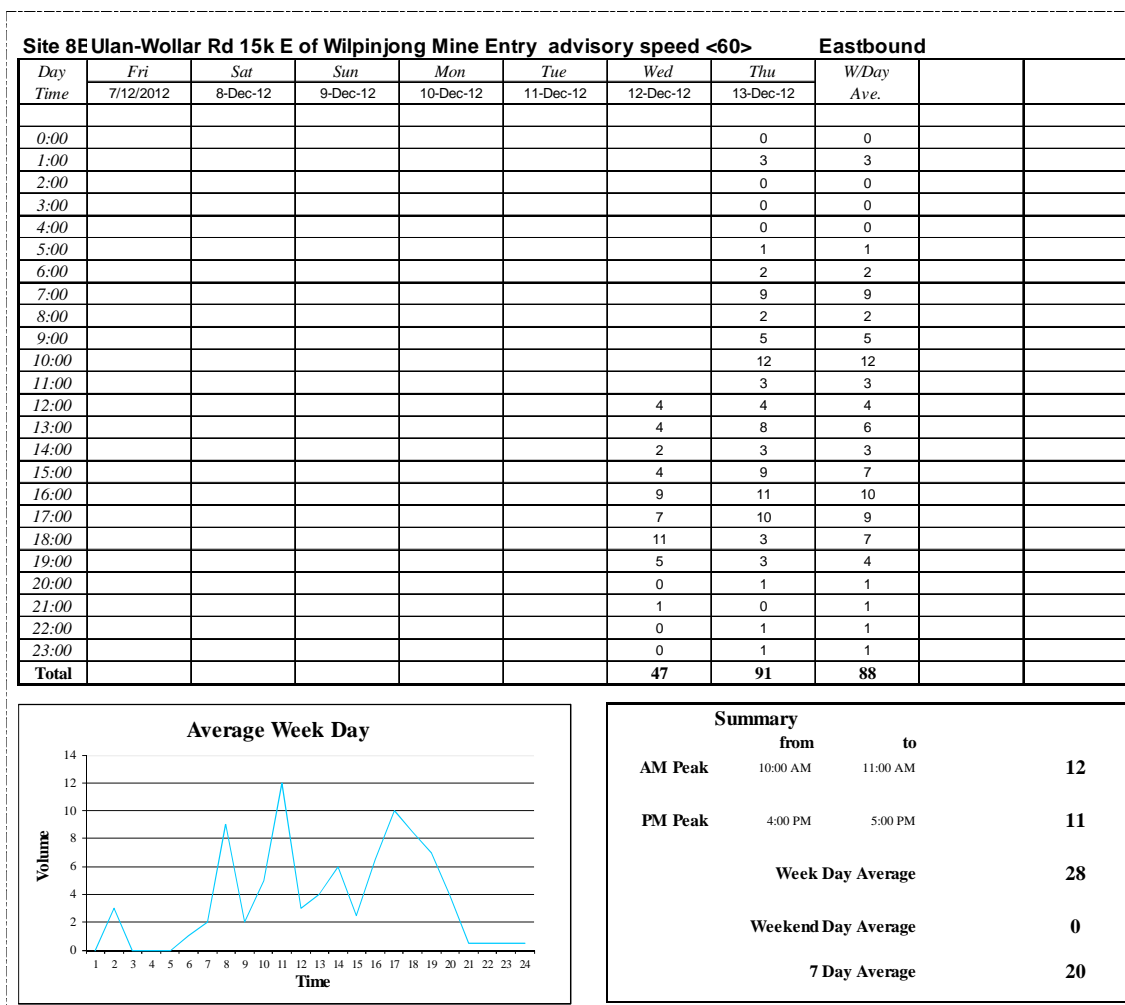 Site 8E Ulan-Wollar Rd 15k E of Wilpinjong Mine Entry advisory speed <60> Eastbound
Day Fri Sat Sun Mon Tue Wed Thu W/Day
Time 7/12/2012 8-Dec-12 9-Dec-12 10-Dec-12 11-Dec-12 12-Dec-12 13-Dec-12 Ave.
0:00 0 0
1:00 3 3
2:00 0 0
3:00 0 0
4:00 0 0
5:00 1 1
6:00 2 2
7:00 9 9
8:00 2 2
9:00 5 5
10:00 12 12
11:00 3 3
12:00 4 4 4
13:00 4 8 6
14:00 2 3 3
15:00 4 9 7
16:00 9 11 10
17:00 7 10 9
18:00 11 3 7
19:00 5 3 4
20:00 0 1 1
21:00 1 0 1
22:00 0 1 1
23:00 0 1 1
Total 47 91 88
Average Week Day
14
12
10
8
6
4
2
0
Volume
1 2 3 4 5 6 7 8 9 10 11 12 13 14 15 16 17 18 19 20 21 22 23 24
Time
Summary
from to
AM Peak 10:00 AM 11:00 AM 12
PM Peak 4:00 PM 5:00 PM 11
Week Day Average 28
Weekend Day Average 0
7 Day Average 20